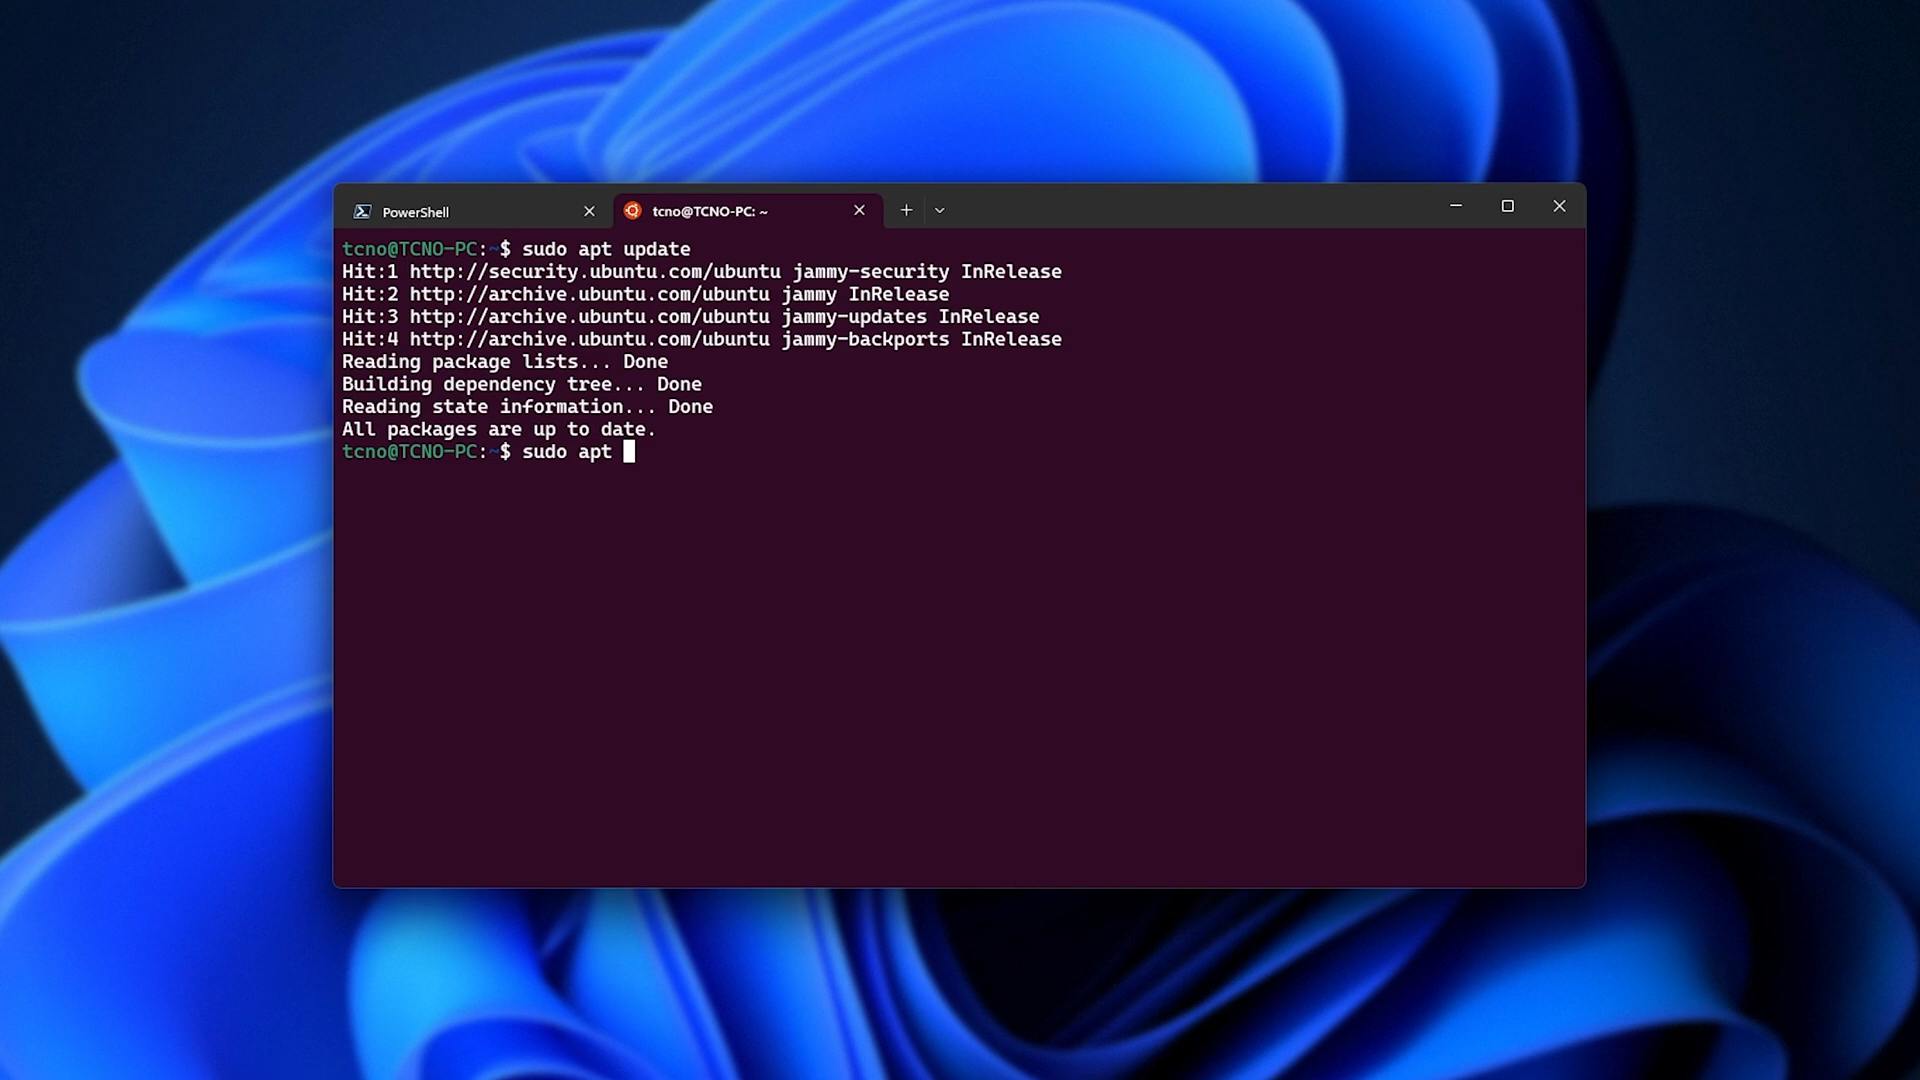 PowerShell
tcno@TCNO-PC: ~
tcno@TCNO-PC:~$ sudo apt update
Hit:1 http://security.ubuntu.com/ubuntu jammy-security InRelease
Hit:2 http://archive.ubuntu.com/ubuntu jammy InRelease
Hit:3 http://archive.ubuntu.com/ubuntu jammy-updates InRelease
Hit:4 http://archive.ubuntu.com/ubuntu jammy-backports InRelease
Reading package lists... Done
Building dependency tree... Done
Reading state information... Done
All packages are up to date.
tcno@TCNO-PC:~$ sudo apt